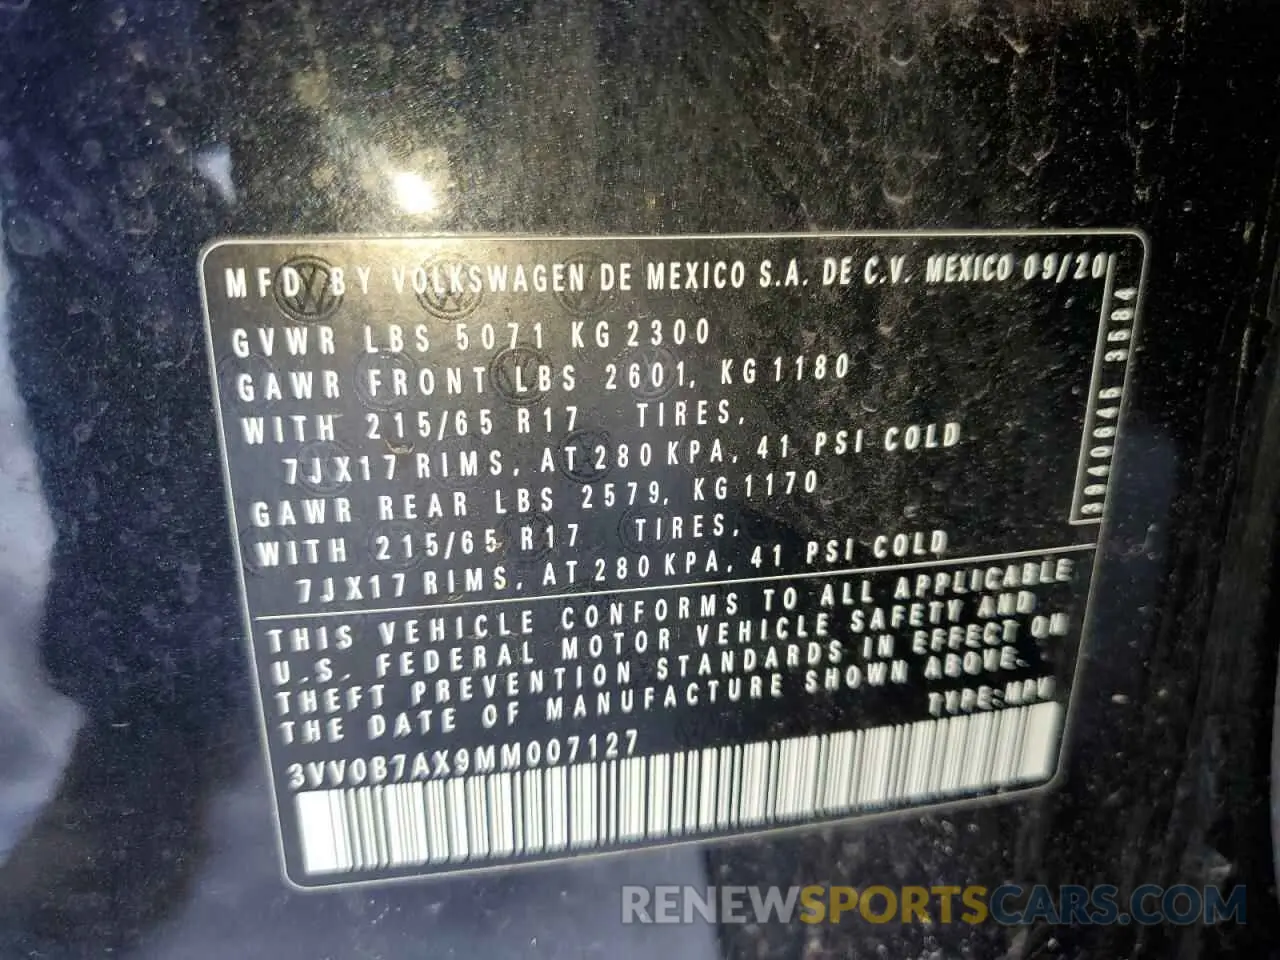 MFD BY VOLKSWAGEN DE MEXICO S.A. DE C.V. MEXICO 09/20
GVWR LBS 5071 KG 2300
GAWR FRONT LBS 2601, KG 1180
WITH 215/65 R17 TIRES,
7JX17 RIMS, AT 280 KPA, 41 PSI COLD
GAWR REAR LBS 2579, KG 1170
WITH 215/65 R17 TIRES,
7JX17 RIMS, AT 280 KPA, 41 PSI COLD
THIS VEHICLE CONFORMS TO ALL APPLICABLE
U.S. FEDERAL MOTOR VEHICLE SAFETY AND
THEFT PREVENTION STANDARDS IN EFFECT ON
THE DATE OF MANUFACTURE SHOWN ABOVE.
TYPE:MPV
3VV0B7AX9MM007127
3584
RENEWSPORTSCARS.COM